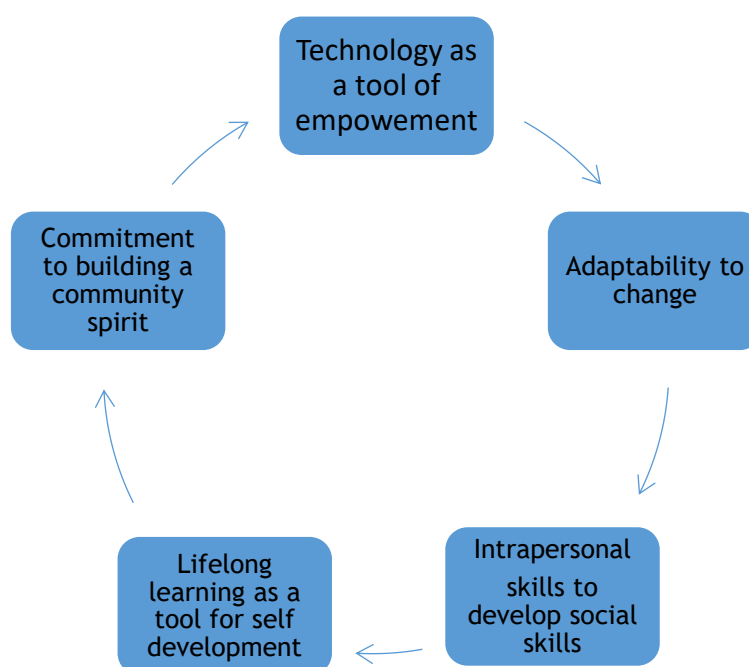 Technology as
a tool of
empowement
Adaptability to
change
Intrapersonal
skills to
develop social
skills
Lifelong
learning as a
tool for self
development
Commitment
to building a
community
spirit